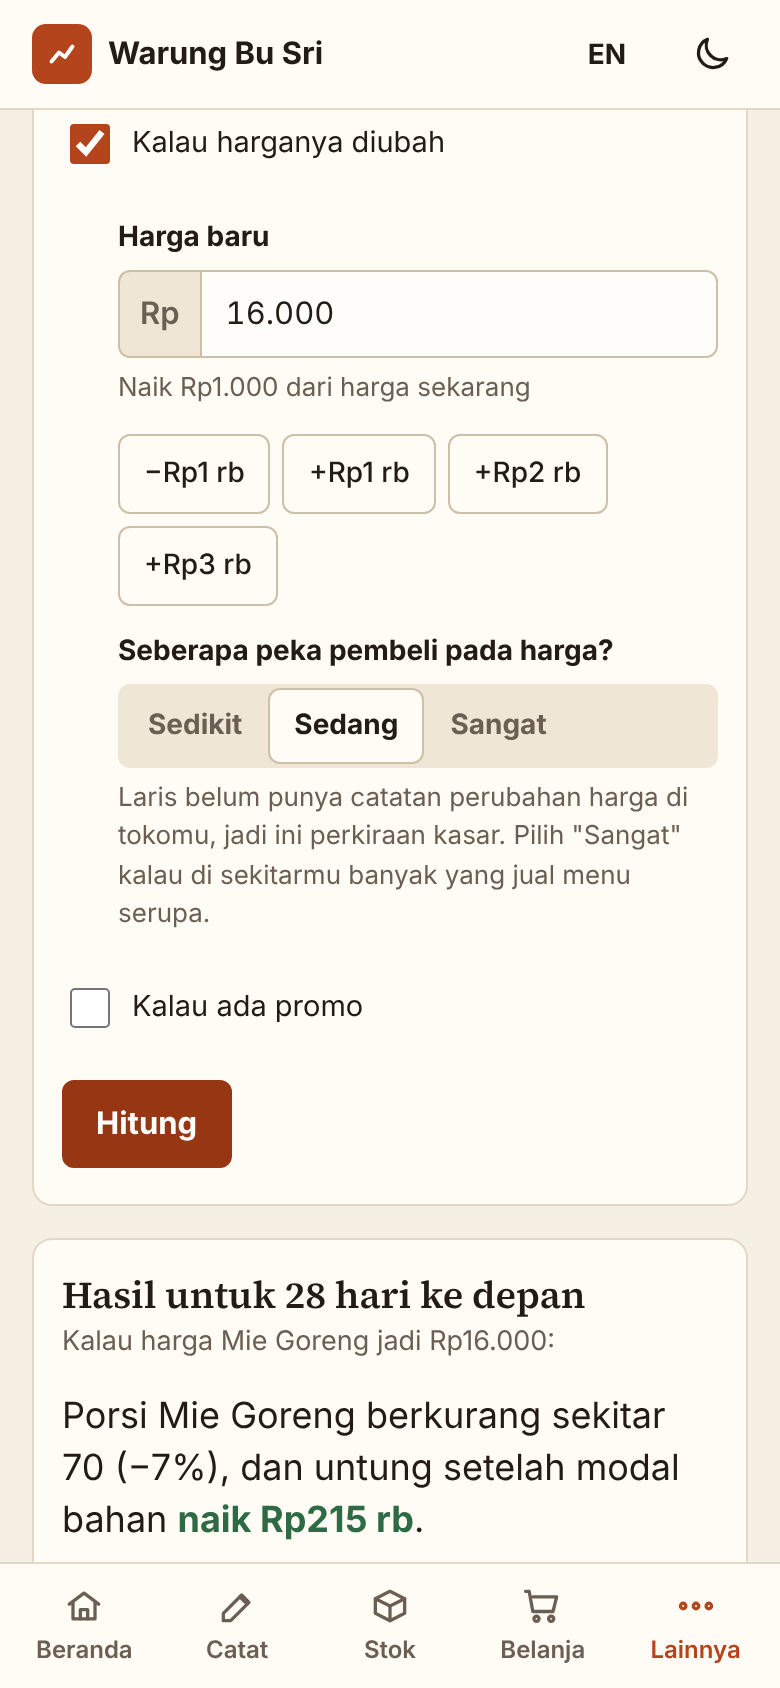 Warung Bu Sri
EN
Kalau harganya diubah
Harga baru
Rp 16.000
Naik Rp1.000 dari harga sekarang
−Rp1 rb
+Rp1 rb
+Rp2 rb
+Rp3 rb
Seberapa peka pembeli pada harga?
Sedikit
Sedang
Sangat
Laris belum punya catatan perubahan harga di
tokomu, jadi ini perkiraan kasar. Pilih "Sangat"
kalau di sekitarmu banyak yang jual menu
serupa.
Kalau ada promo
Hitung
Hasil untuk 28 hari ke depan
Kalau harga Mie Goreng jadi Rp16.000:
Porsi Mie Goreng berkurang sekitar
70 (−7%), dan untung setelah modal
bahan naik Rp215 rb.
Beranda
Catat
Stok
Belanja
Lainnya